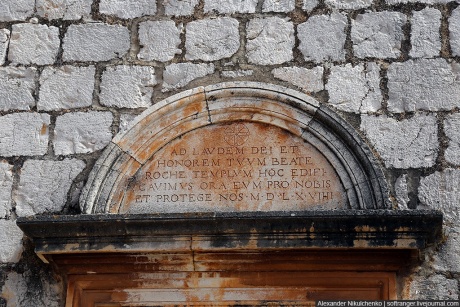 AD LAVDEM DEI ET
HONOREM TVVM BEATE
ROCHE TEMPLVM HOC EDIFI
CAVIMVS ORA EVM PRO NOBIS
ET PROTEGE NOS M D L X VIII
Alexander Nikulchenko | softranger.livejournal.com